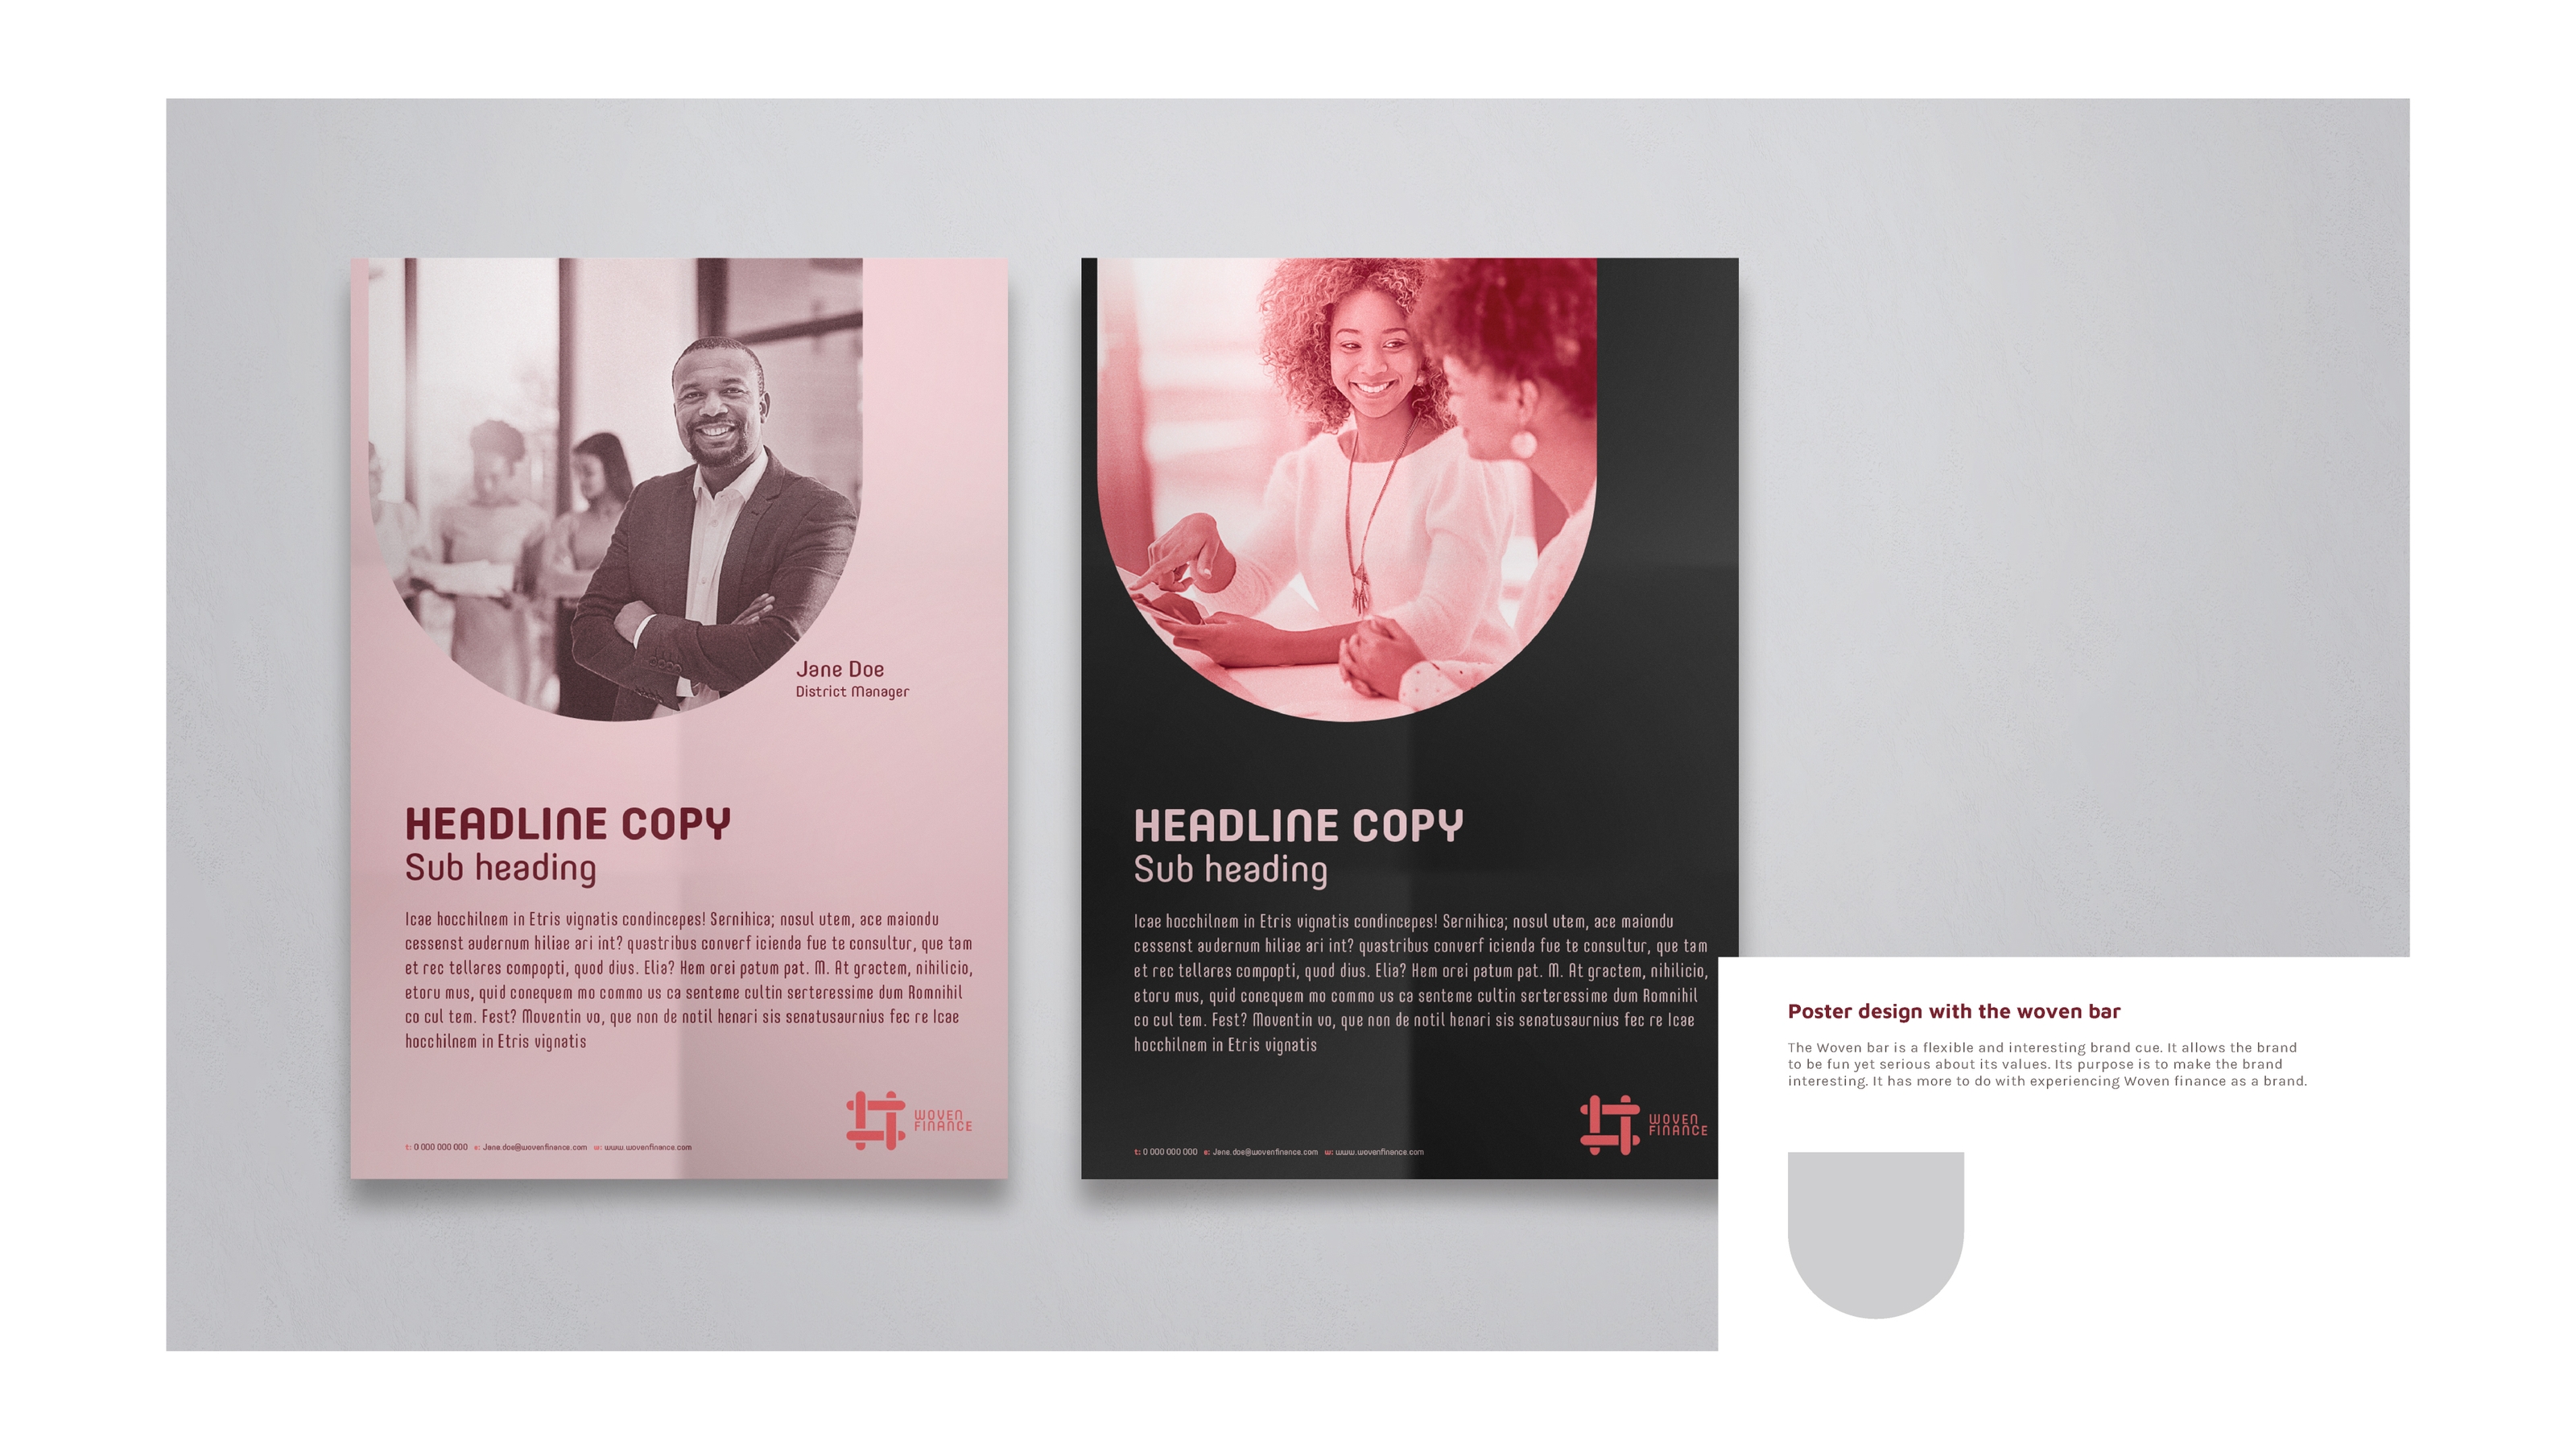 Jane Doe
District Manager
HEADLINE COPY
Sub heading
Icae hocchilnem in Etris vignatis condincepes! Sernihica; nosul utem, ace maiondu
cessenst audernum hiliae ari int? quastribus converf icienda fue te consultur, que tam
et rec tellares compopti, quod dius. Elia? Hem orei patum pat. M. At gractem, nihilicio,
etoru mus, quid conequem mo commo us ca senteme cultin serteressime dum Romnihil
co cul tem. Fest? Moventin vo, que non de notil henari sis senatusaurnius fec re Icae
hocchilnem in Etris vignatis
WOVEN
FINANCE
t: 0 000 000 000 e: Jane.doe@wovenfinance.com w: www.wovenfinance.com
HEADLINE COPY
Sub heading
Icae hocchilnem in Etris vignatis condincepes! Sernihica; nosul utem, ace maiondu
cessenst audernum hiliae ari int? quastribus converf icienda fue te consultur, que tam
et rec tellares compopti, quod dius. Elia? Hem orei patum pat. M. At gractem, nihilicio,
etoru mus, quid conequem mo commo us ca senteme cultin serteressime dum Romnihil
co cul tem. Fest? Moventin vo, que non de notil henari sis senatusaurnius fec re Icae
hocchilnem in Etris vignatis
WOVEN
FINANCE
t: 0 000 000 000 e: Jane.doe@wovenfinance.com w: www.wovenfinance.com
Poster design with the woven bar
The Woven bar is a flexible and interesting brand cue. It allows the brand
to be fun yet serious about its values. Its purpose is to make the brand
interesting. It has more to do with experiencing Woven finance as a brand.